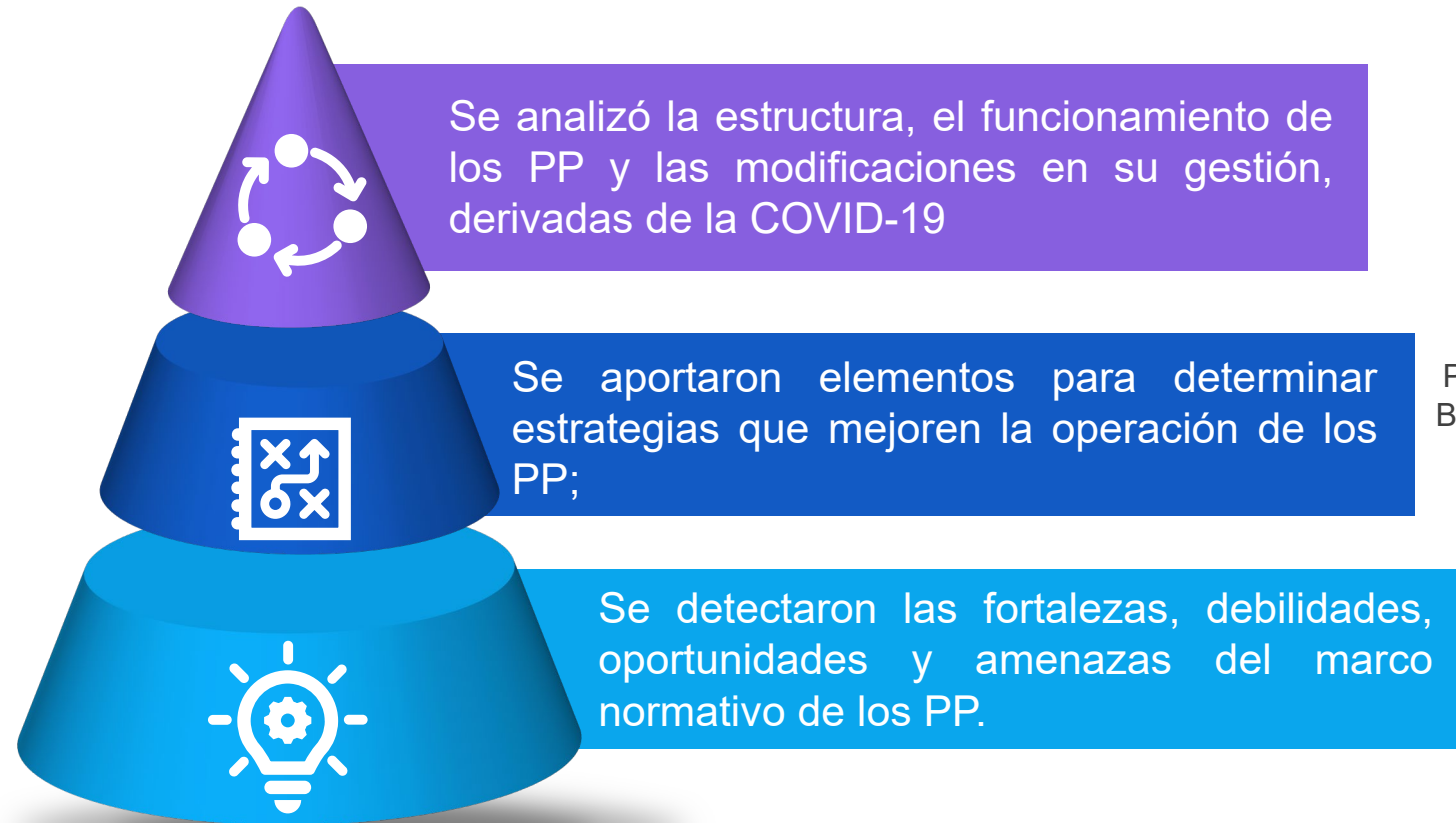 Se analizó la estructura, el funcionamiento de
los PP y las modificaciones en su gestión,
derivadas de la COVID-19
Se aportaron elementos para determinar
estrategias que mejoren la operación de los
PP;
Se detectaron las fortalezas, debilidades,
oportunidades y amenazas del marco
normativo de los PP.